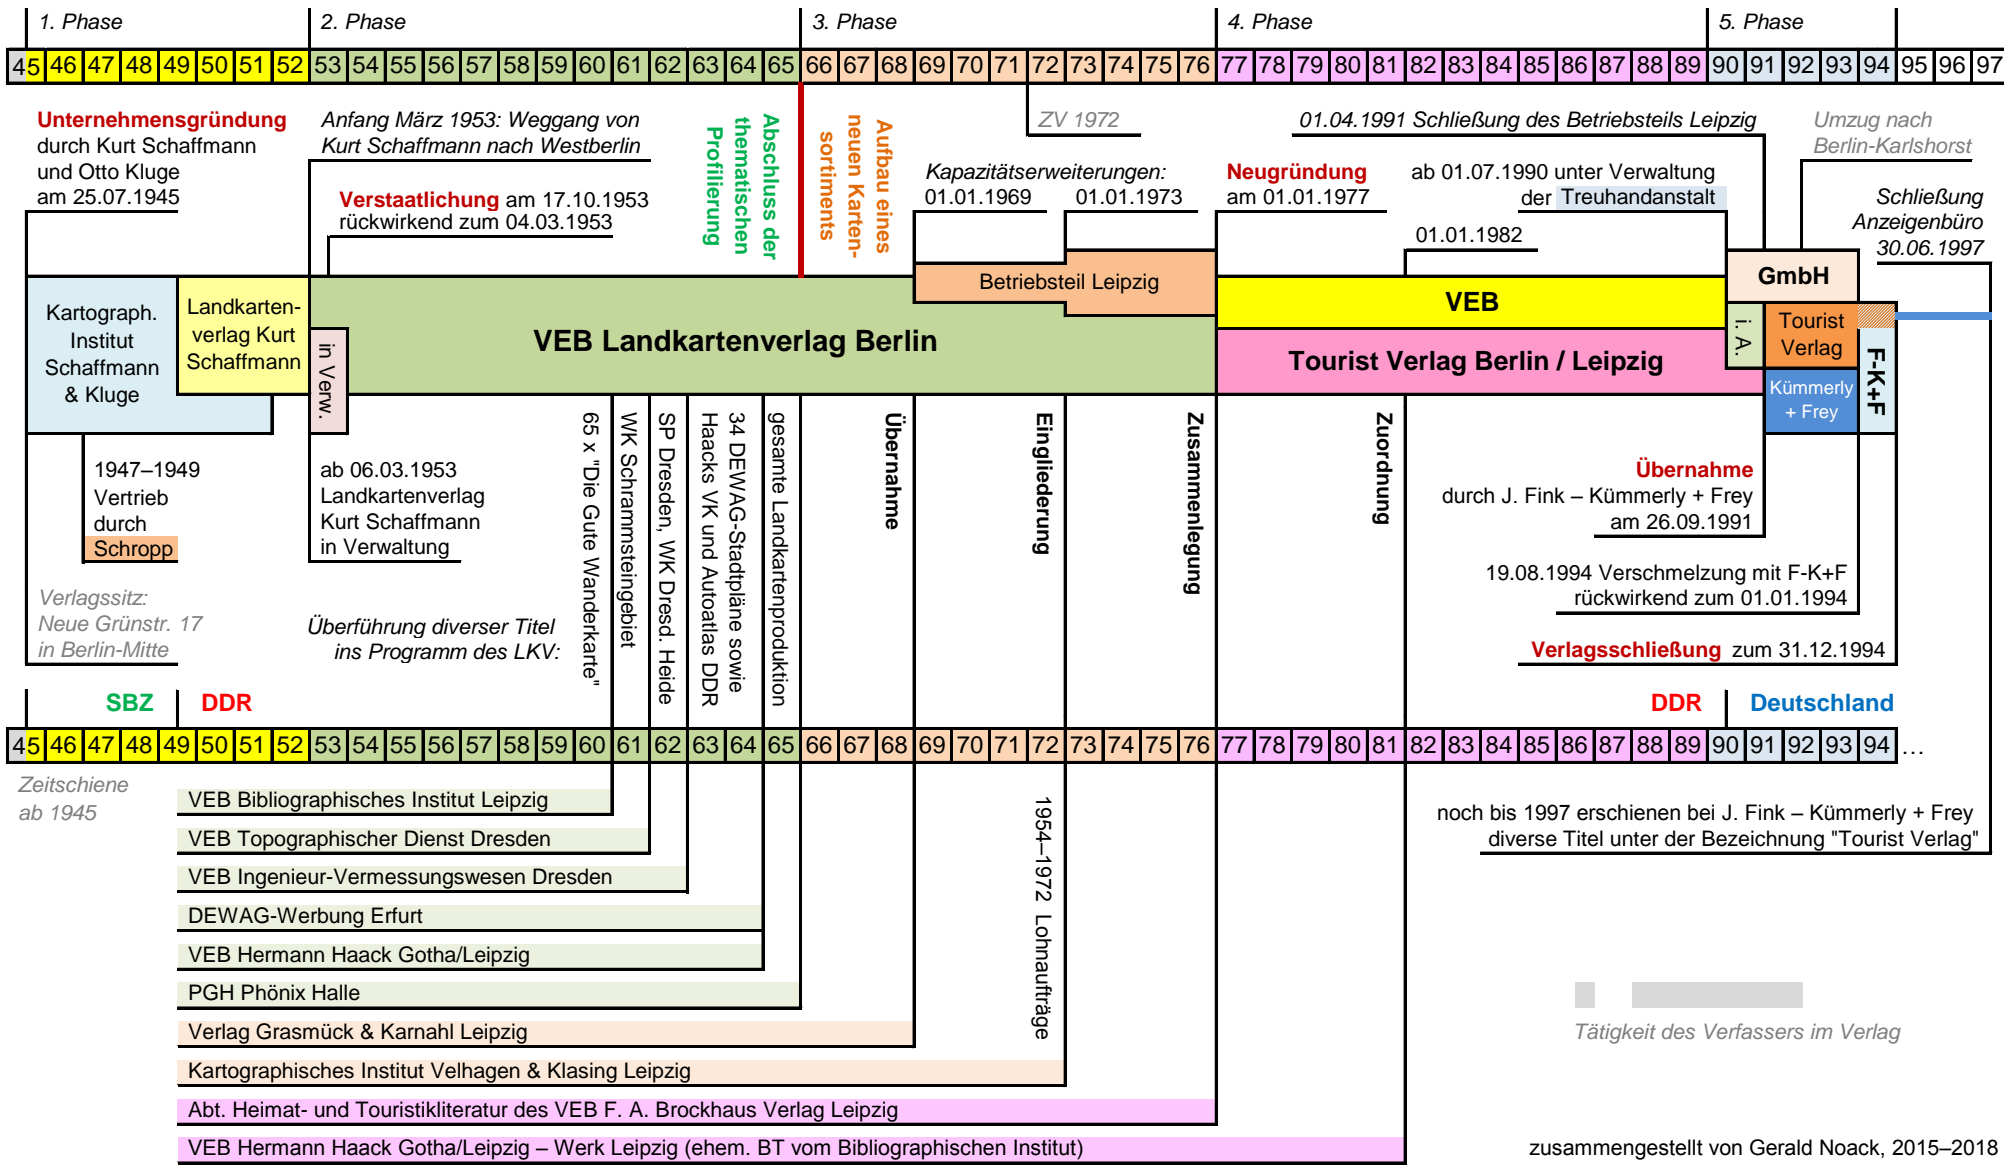 1. Phase
2. Phase
3. Phase
4. Phase
5. Phase
45 46 47 48 49 50 51 52 53 54 55 56 57 58 59 60 61 62 63 64 65 66 67 68 69 70 71 72 73 74 75 76 77 78 79 80 81 82 83 84 85 86 87 88 89 90 91 92 93 94 95 96 97
Unternehmensgründung
durch Kurt Schaffmann
und Otto Kluge
am 25.07.1945
Anfang März 1953: Weggang von
Kurt Schaffmann nach Westberlin
Verstaatlichung am 17.10.1953
rückwirkend zum 04.03.1953
Abschluss der
thematischen
Profilierung
Aufbau eines
neuen Karten-
sortiments
ZV 1972
Kapazitätserweiterungen:
01.01.1969
01.01.1973
Neugründung
am 01.01.1977
01.04.1991 Schließung des Betriebsteils Leipzig
ab 01.07.1990 unter Verwaltung
der Treuhandanstalt
01.01.1982
Umzug nach
Berlin-Karlshorst
Schließung
Anzeigenbüro
30.06.1997
Kartograph.
Institut
Schaffmann
& Kluge
Landkarten-
verlag Kurt
Schaffmann
in Verw.
VEB Landkartenverlag Berlin
Betriebsteil Leipzig
VEB
Tourist Verlag Berlin / Leipzig
GmbH
i. A.
Tourist
Verlag
Kümmerly
+ Frey
F-K+F
1947–1949
Vertrieb
durch
Schropp
ab 06.03.1953
Landkartenverlag
Kurt Schaffmann
in Verwaltung
Verlagssitz:
Neue Grünstr. 17
in Berlin-Mitte
Überführung diverser Titel
ins Programm des LKV:
65 x "Die Gute Wanderkarte"
WK Schrammsteingebiet
SP Dresden, WK Dresd. Heide
34 DEWAG-Stadtpläne sowie
Haacks VK und Autoatlas DDR
gesamte Landkartenproduktion
Übernahme
Eingliederung
Zusammenlegung
Zuordnung
Übernahme
durch J. Fink – Kümmerly + Frey
am 26.09.1991
19.08.1994 Verschmelzung mit F-K+F
rückwirkend zum 01.01.1994
Verlagsschließung zum 31.12.1994
SBZ
DDR
DDR
Deutschland
45 46 47 48 49 50 51 52 53 54 55 56 57 58 59 60 61 62 63 64 65 66 67 68 69 70 71 72 73 74 75 76 77 78 79 80 81 82 83 84 85 86 87 88 89 90 91 92 93 94 ...
Zeitschiene
ab 1945
VEB Bibliographisches Institut Leipzig
VEB Topographischer Dienst Dresden
VEB Ingenieur-Vermessungswesen Dresden
DEWAG-Werbung Erfurt
VEB Hermann Haack Gotha/Leipzig
PGH Phönix Halle
Verlag Grasmück & Karnahl Leipzig
Kartographisches Institut Velhagen & Klasing Leipzig
Abt. Heimat- und Touristikliteratur des VEB F. A. Brockhaus Verlag Leipzig
VEB Hermann Haack Gotha/Leipzig – Werk Leipzig (ehem. BT vom Bibliographischen Institut)
1954–1972 Lohnaufträge
noch bis 1997 erschienen bei J. Fink – Kümmerly + Frey
diverse Titel unter der Bezeichnung "Tourist Verlag"
Tätigkeit des Verfassers im Verlag
zusammengestellt von Gerald Noack, 2015–2018